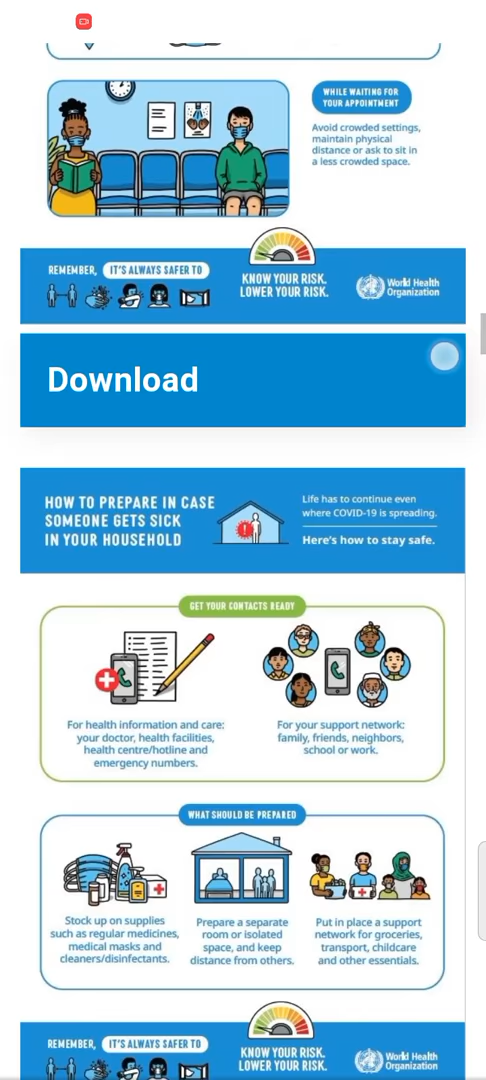 WHILE WAITING FOR
YOUR APPOINTMENT
Avoid crowded settings,
maintain physical
distance or ask to sit in
a less crowded space.
REMEMBER, IT'S ALWAYS SAFER TO
KNOW YOUR RISK.
LOWER YOUR RISK.
World Health
Organization
Download
HOW TO PREPARE IN CASE
SOMEONE GETS SICK
IN YOUR HOUSEHOLD
Life has to continue even
where COVID-19 is spreading.
Here's how to stay safe.
GET YOUR CONTACTS READY
For health information and care:
your doctor, health facilities,
health centre/hotline and
emergency numbers.
For your support network:
family, friends, neighbors,
school or work.
WHAT SHOULD BE PREPARED
Stock up on supplies
such as regular medicines,
medical masks and
cleaners/disinfectants.
Prepare a separate
room or isolated
space, and keep
distance from others.
Put in place a support
network for groceries,
transport, childcare
and other essentials.
REMEMBER, IT'S ALWAYS SAFER TO
KNOW YOUR RISK.
LOWER YOUR RISK.
World Health
Organization